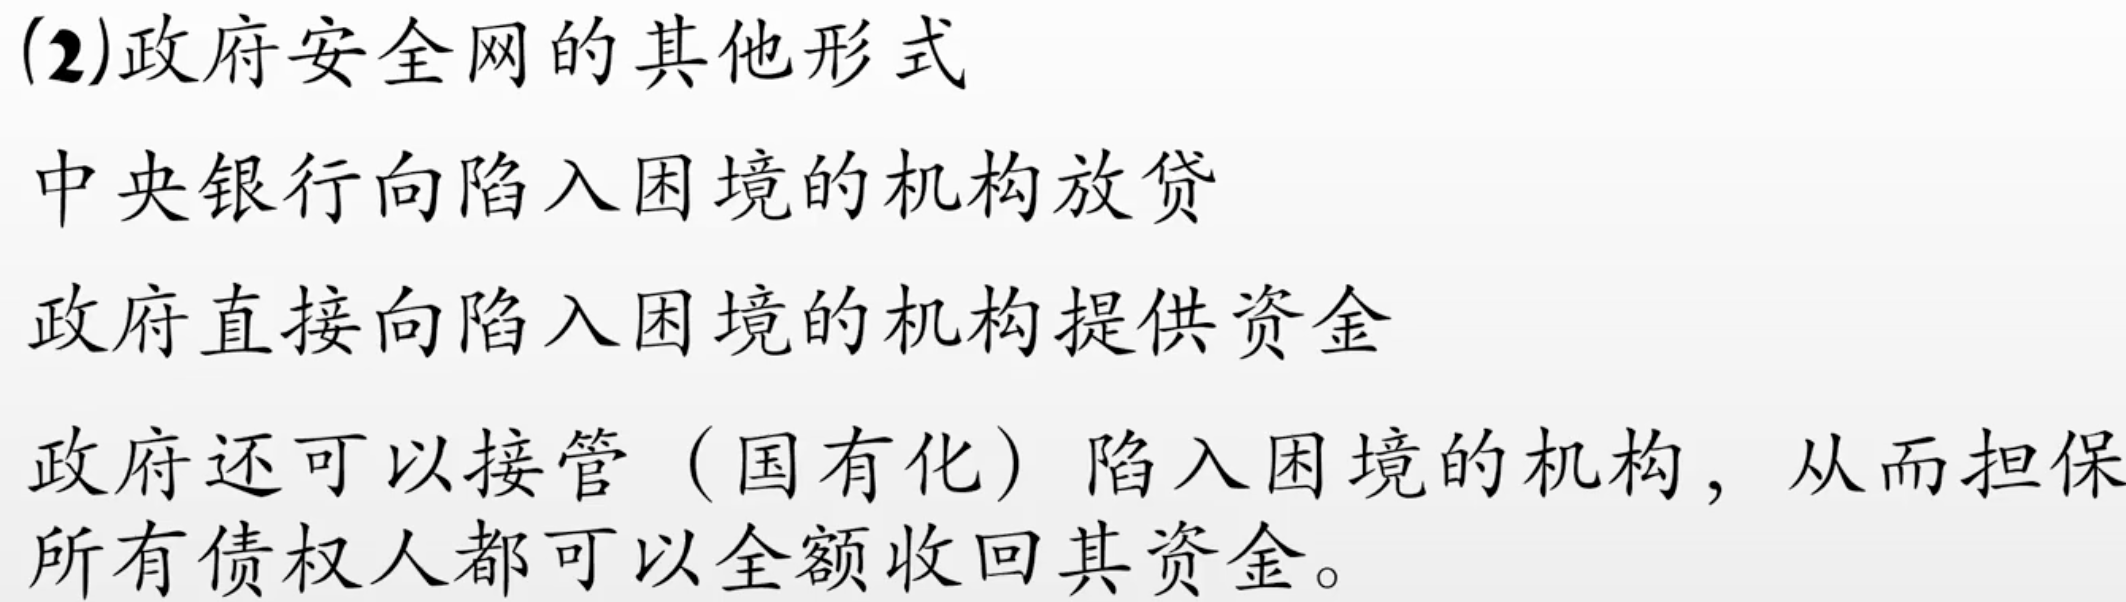 (2)政府安全网的其他形式
中央银行向陷入困境的机构放贷
政府直接向陷入困境的机构提供资金
政府还可以接管（国有化）陷入困境的机构，从而担保
所有债权人都可以全额收回其资金。